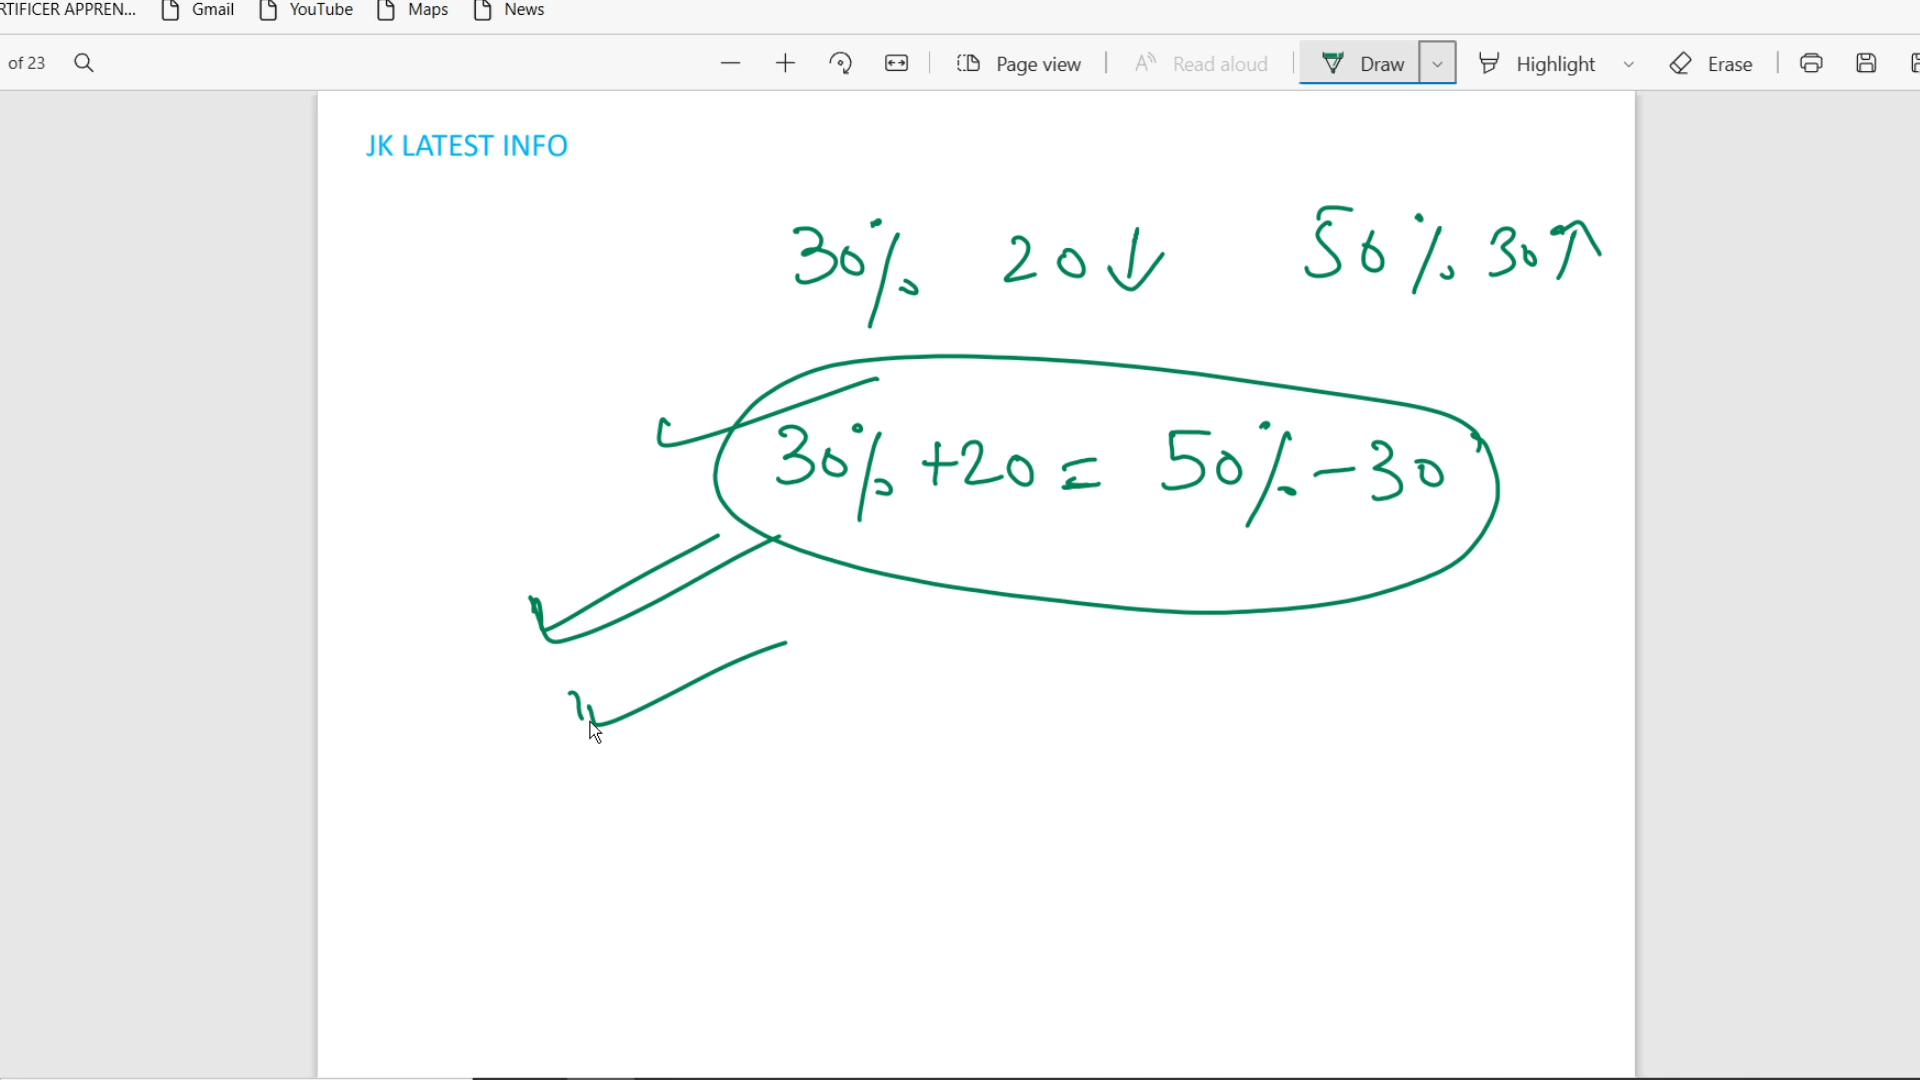 RTIFICER APPREN... Gmail YouTube Maps News
of 23 Page view Read aloud Draw Highlight Erase
JK LATEST INFO
30% 20↓ 50% 30↑
30% +20 = 50% - 30